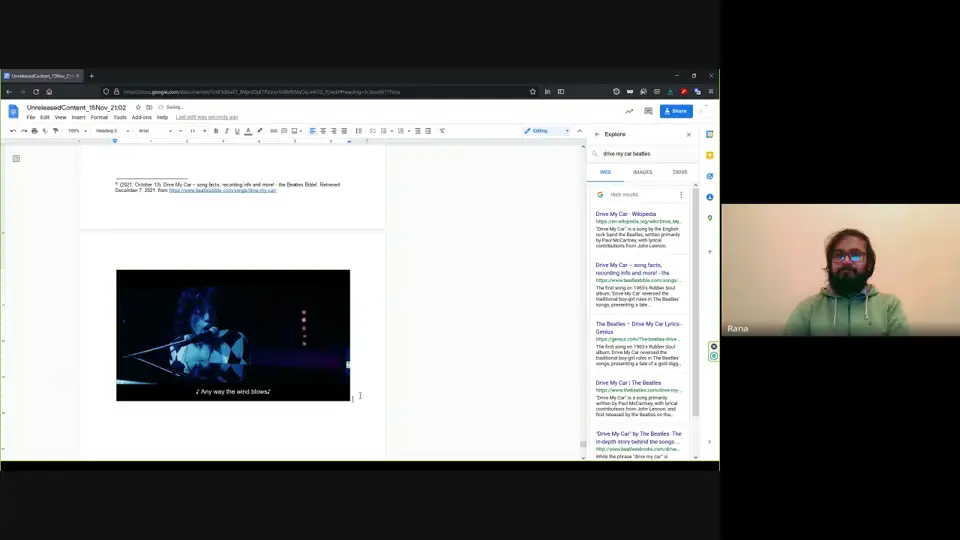 UnreleasedContent_15Nov_21:02
Saving...
File Edit View Insert Format Tools Add-ons Help Last edit was seconds ago
Share
100% Heading 5 Arial 11
Editing
(2021, October 13). Drive My Car – song facts, recording info and more! - the Beatles Bible!. Retrieved
December 7, 2021, from https://www.beatlesbible.com/songs/drive-my-car/
♪ Any way the wind blows♪
Explore
drive my car beatles
WEB IMAGES DRIVE
Web results
Drive My Car - Wikipedia
https://en.wikipedia.org/wiki/Drive_My...
"Drive My Car" is a song by the English
rock band the Beatles, written primarily
by Paul McCartney, with lyrical
contributions from John Lennon.
Drive My Car – song facts,
recording info and more! - the
https://www.beatlesbible.com/songs/...
The first song on 1965's Rubber Soul
album, 'Drive My Car' reversed the
traditional boy-girl roles in The Beatles'
songs, presenting a tale ...
The Beatles – Drive My Car Lyrics -
Genius
https://genius.com/The-beatles-drive-...
The first song on 1965's Rubber Soul
album, Drive My Car reversed the
traditional boy-girl roles in The Beatles'
songs, presenting a tale of a gold digg...
Drive My Car | The Beatles
https://www.thebeatles.com/drive-my-...
"Drive My Car" is a song primarily
written by Paul McCartney, with lyrical
contributions from John Lennon, and
first released by the Beatles on the...
"Drive My Car" by The Beatles. The
in-depth story behind the songs...
http://www.beatlesebooks.com/drive-...
While the phrase "drive my car" is
Rana